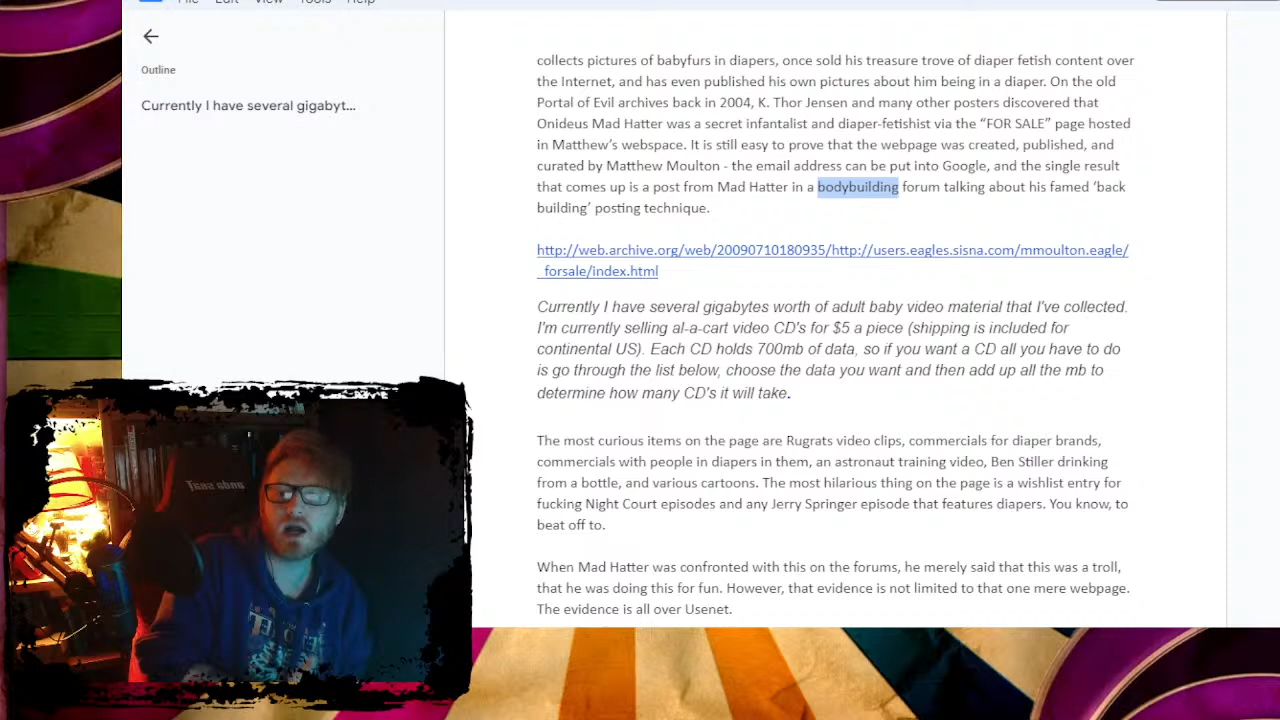 File Edit View Tools Help
Outline
Currently I have several gigabyt...
collects pictures of babyfurs in diapers, once sold his treasure trove of diaper fetish content over
the Internet, and has even published his own pictures about him being in a diaper. On the old
Portal of Evil archives back in 2004, K. Thor Jensen and many other posters discovered that
Onideus Mad Hatter was a secret infantalist and diaper-fetishist via the “FOR SALE” page hosted
in Matthew’s webspace. It is still easy to prove that the webpage was created, published, and
curated by Matthew Moulton - the email address can be put into Google, and the single result
that comes up is a post from Mad Hatter in a bodybuilding forum talking about his famed ‘back
building’ posting technique.
http://web.archive.org/web/20090710180935/http://users.eagles.sisna.com/mmoulton.eagle/
_forsale/index.html
Currently I have several gigabytes worth of adult baby video material that I've collected.
I'm currently selling al-a-cart video CD's for $5 a piece (shipping is included for
continental US). Each CD holds 700mb of data, so if you want a CD all you have to do
is go through the list below, choose the data you want and then add up all the mb to
determine how many CD's it will take.
The most curious items on the page are Rugrats video clips, commercials for diaper brands,
commercials with people in diapers in them, an astronaut training video, Ben Stiller drinking
from a bottle, and various cartoons. The most hilarious thing on the page is a wishlist entry for
fucking Night Court episodes and any Jerry Springer episode that features diapers. You know, to
beat off to.
When Mad Hatter was confronted with this on the forums, he merely said that this was a troll,
that he was doing this for fun. However, that evidence is not limited to that one mere webpage.
The evidence is all over Usenet.